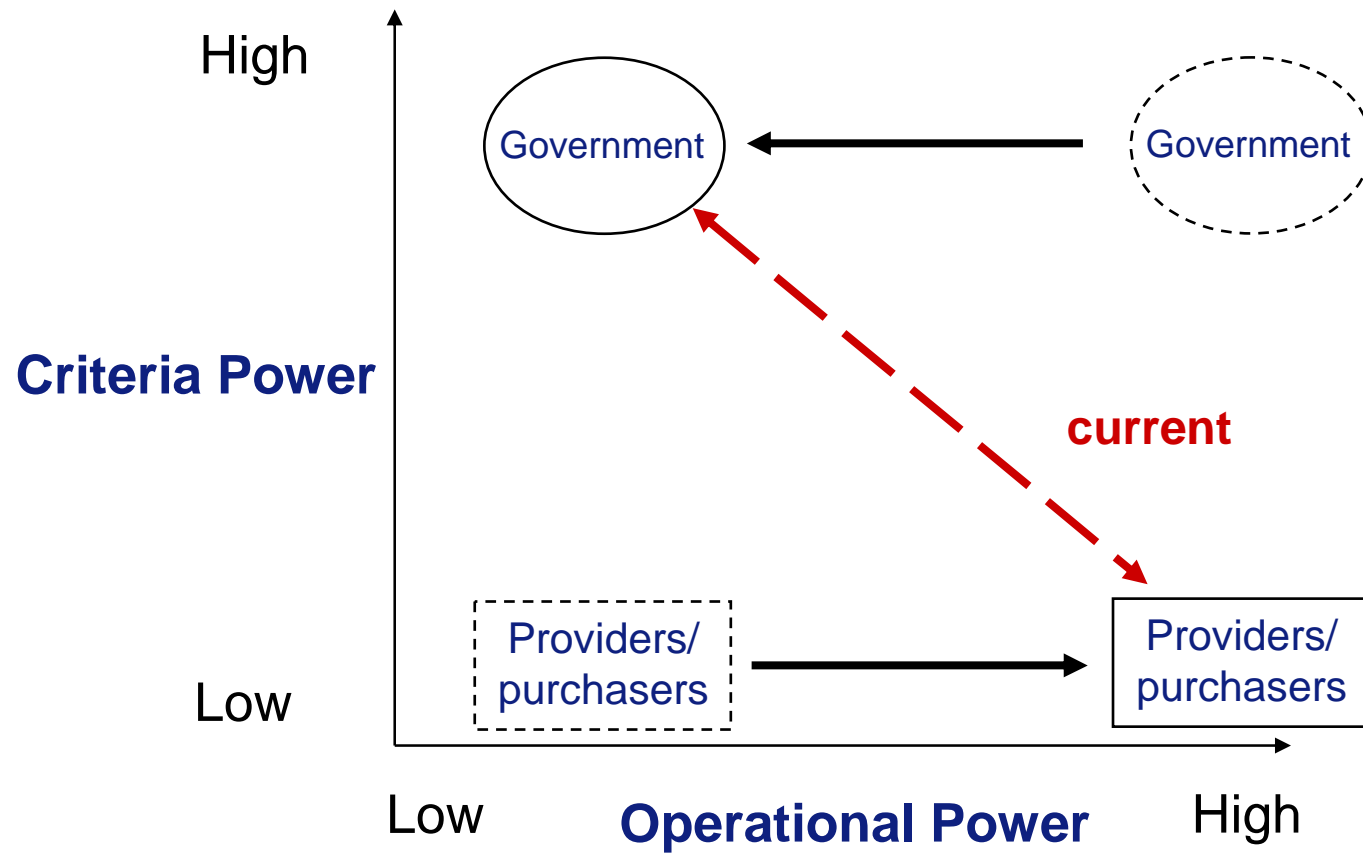 High
Government
Government
Criteria Power
current
Providers/
purchasers
Providers/
purchasers
Low
Low
Operational Power
High